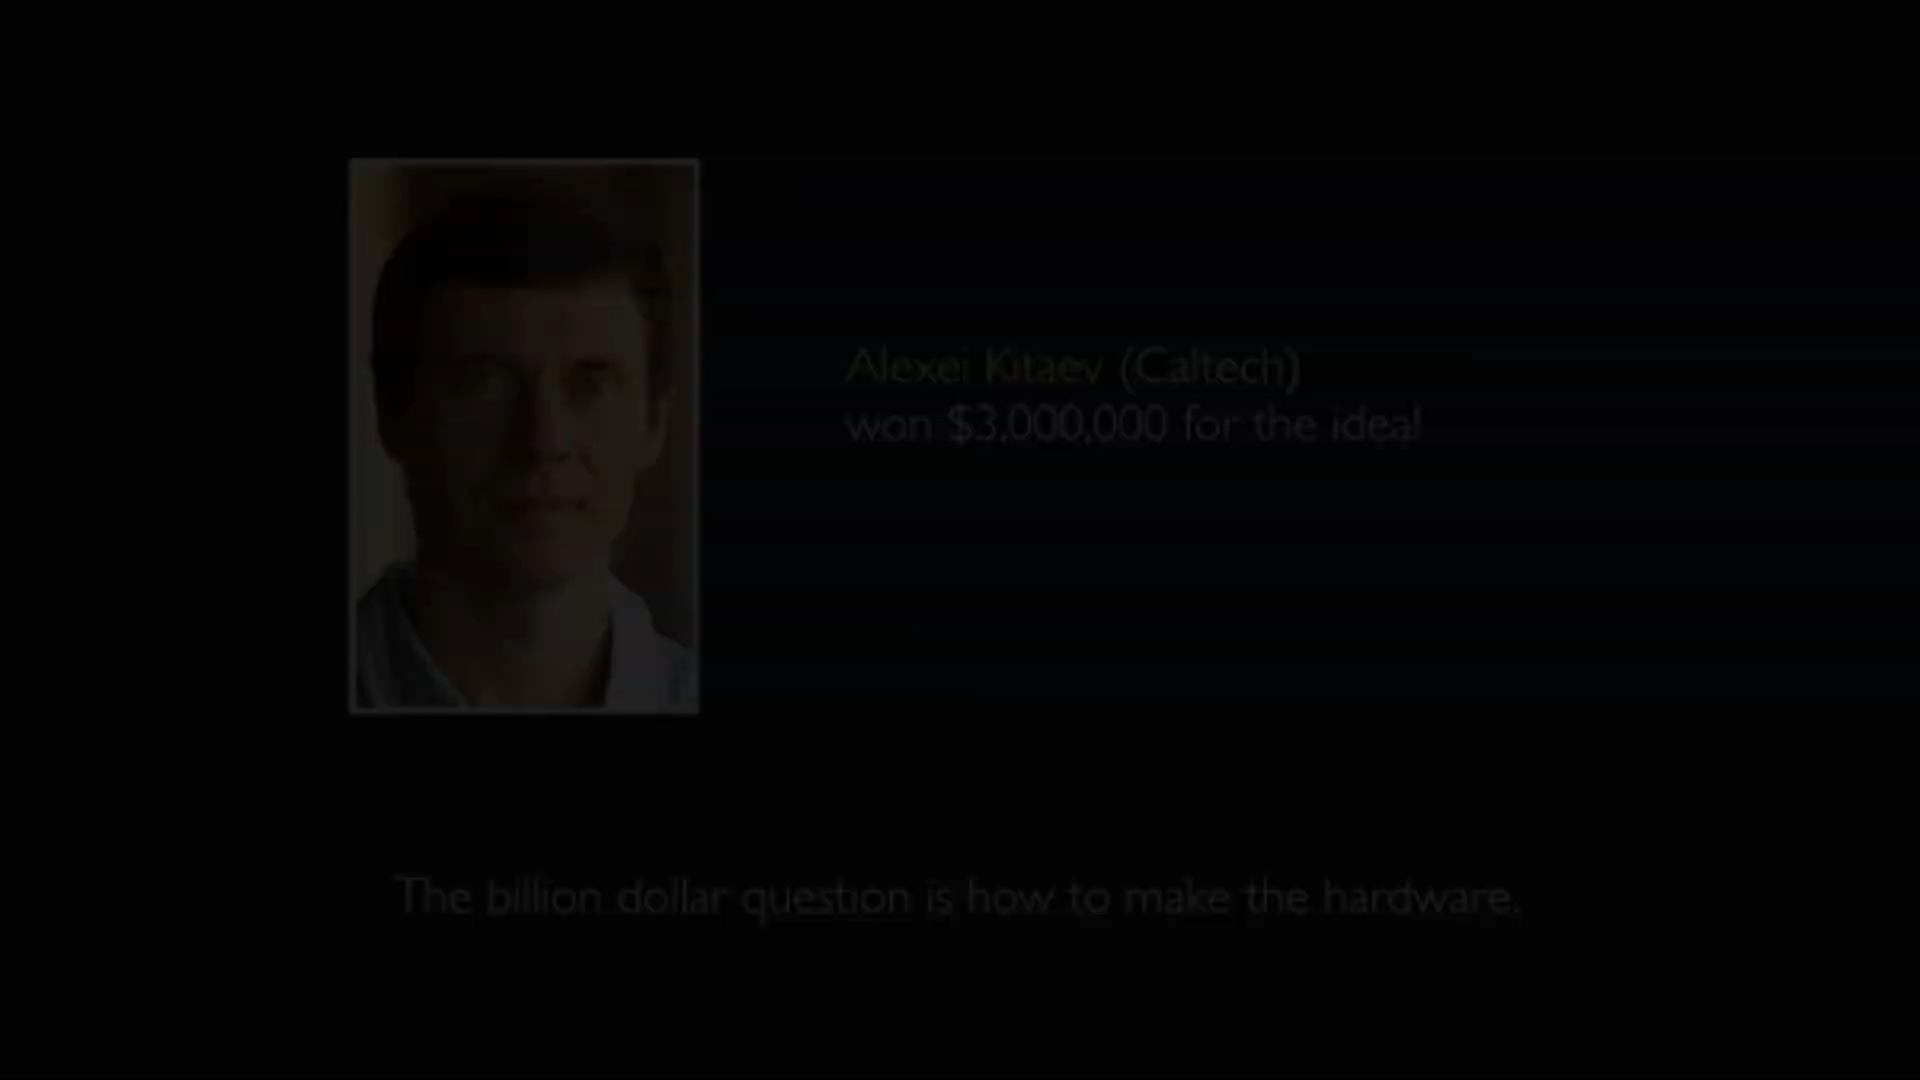 Alexei Kitaev (Caltech)
won $3,000,000 for the idea!
The billion dollar question is how to make the hardware.